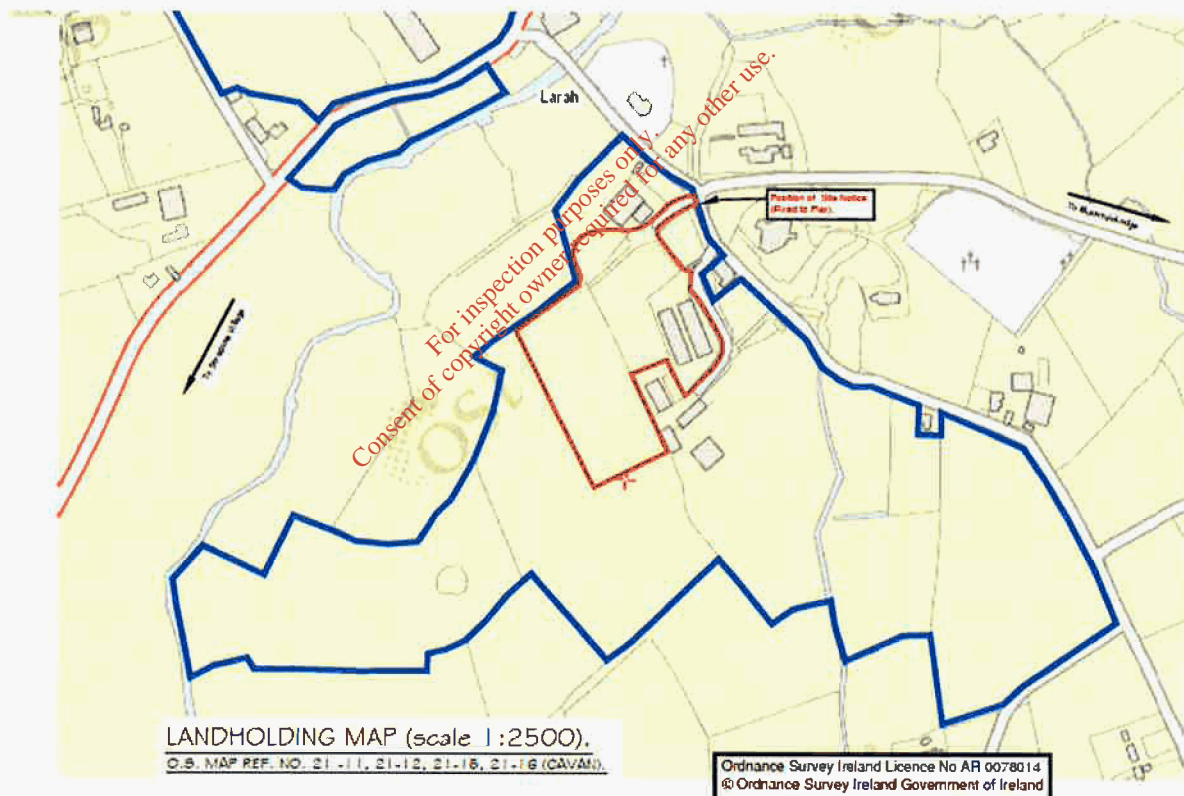 Larah
For inspection purposes only.
Consent of copyright owner required for any other use.
Position of Site Notice
To
To
OSi
LANDHOLDING MAP (scale 1:2500).
O.S. MAP REF. NO. 21-11, 21-12, 21-15, 21-16 (CAVAN).
Ordnance Survey Ireland Licence No AR 0078014
© Ordnance Survey Ireland Government of Ireland